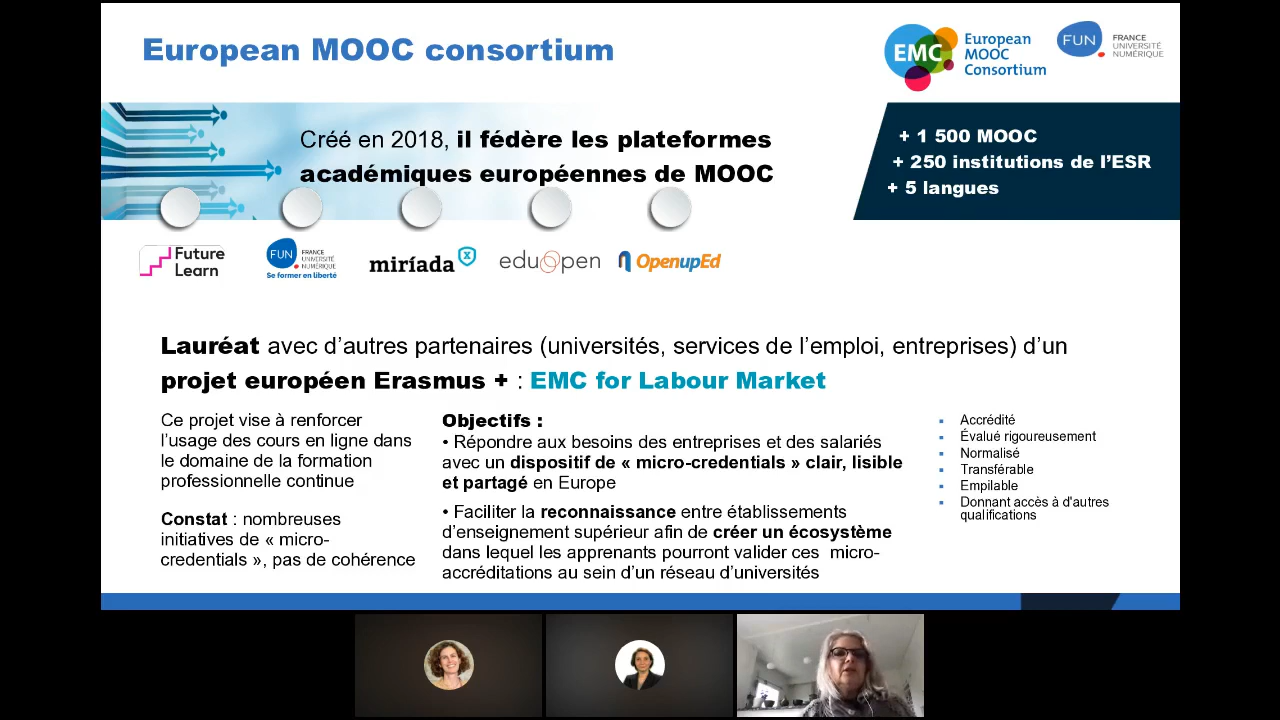 European MOOC consortium
EMC
European
MOOC
Consortium
FUN
FRANCE
UNIVERSITÉ
NUMÉRIQUE
Créé en 2018, il fédère les plateformes
académiques européennes de MOOC
+ 1 500 MOOC
+ 250 institutions de l’ESR
+ 5 langues
Future
Learn
FUN
FRANCE
UNIVERSITÉ
NUMÉRIQUE
Se former en liberté
miríada x
eduopen
OpenupEd
Lauréat avec d’autres partenaires (universités, services de l’emploi, entreprises) d’un
projet européen Erasmus + : EMC for Labour Market
Ce projet vise à renforcer
l’usage des cours en ligne dans
le domaine de la formation
professionnelle continue
Constat : nombreuses
initiatives de « micro-
credentials », pas de cohérence
Objectifs :
• Répondre aux besoins des entreprises et des salariés
avec un dispositif de « micro-credentials » clair, lisible
et partagé en Europe
• Faciliter la reconnaissance entre établissements
d’enseignement supérieur afin de créer un écosystème
dans lequel les apprenants pourront valider ces micro-
accréditations au sein d’un réseau d’universités
▪ Accrédité
▪ Évalué rigoureusement
▪ Normalisé
▪ Transférable
▪ Empilable
▪ Donnant accès à d'autres
qualifications